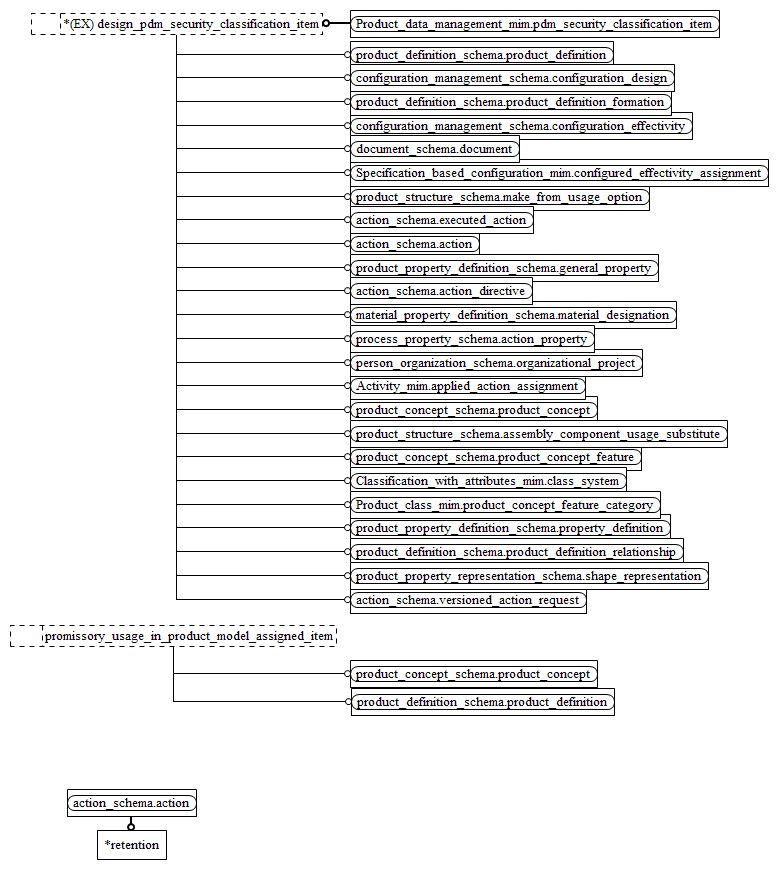 *(EX) design_pdm_security_classification_item
Product_data_management_mim.pdm_security_classification_item
product_definition_schema.product_definition
configuration_management_schema.configuration_design
product_definition_schema.product_definition_formation
configuration_management_schema.configuration_effectivity
document_schema.document
Specification_based_configuration_mim.configured_effectivity_assignment
product_structure_schema.make_from_usage_option
action_schema.executed_action
action_schema.action
product_property_definition_schema.general_property
action_schema.action_directive
material_property_definition_schema.material_designation
process_property_schema.action_property
person_organization_schema.organizational_project
Activity_mim.applied_action_assignment
product_concept_schema.product_concept
product_structure_schema.assembly_component_usage_substitute
product_concept_schema.product_concept_feature
Classification_with_attributes_mim.class_system
Product_class_mim.product_concept_feature_category
product_property_definition_schema.property_definition
product_definition_schema.product_definition_relationship
product_property_representation_schema.shape_representation
action_schema.versioned_action_request
promissory_usage_in_product_model_assigned_item
product_concept_schema.product_concept
product_definition_schema.product_definition
action_schema.action
*retention